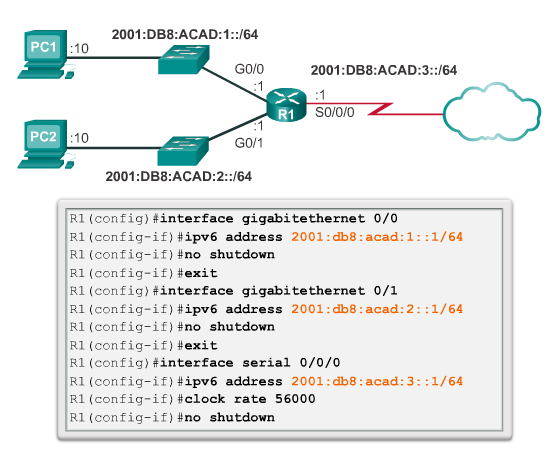 2001:DB8:ACAD:1::/64
PC1
:10
G0/0
:1
2001:DB8:ACAD:3::/64
:1
R1
S0/0/0
PC2
:10
:1
G0/1
2001:DB8:ACAD:2::/64
R1(config)#interface gigabitethernet 0/0
R1(config-if)#ipv6 address 2001:db8:acad:1::1/64
R1(config-if)#no shutdown
R1(config-if)#exit
R1(config)#interface gigabitethernet 0/1
R1(config-if)#ipv6 address 2001:db8:acad:2::1/64
R1(config-if)#no shutdown
R1(config-if)#exit
R1(config)#interface serial 0/0/0
R1(config-if)#ipv6 address 2001:db8:acad:3::1/64
R1(config-if)#clock rate 56000
R1(config-if)#no shutdown